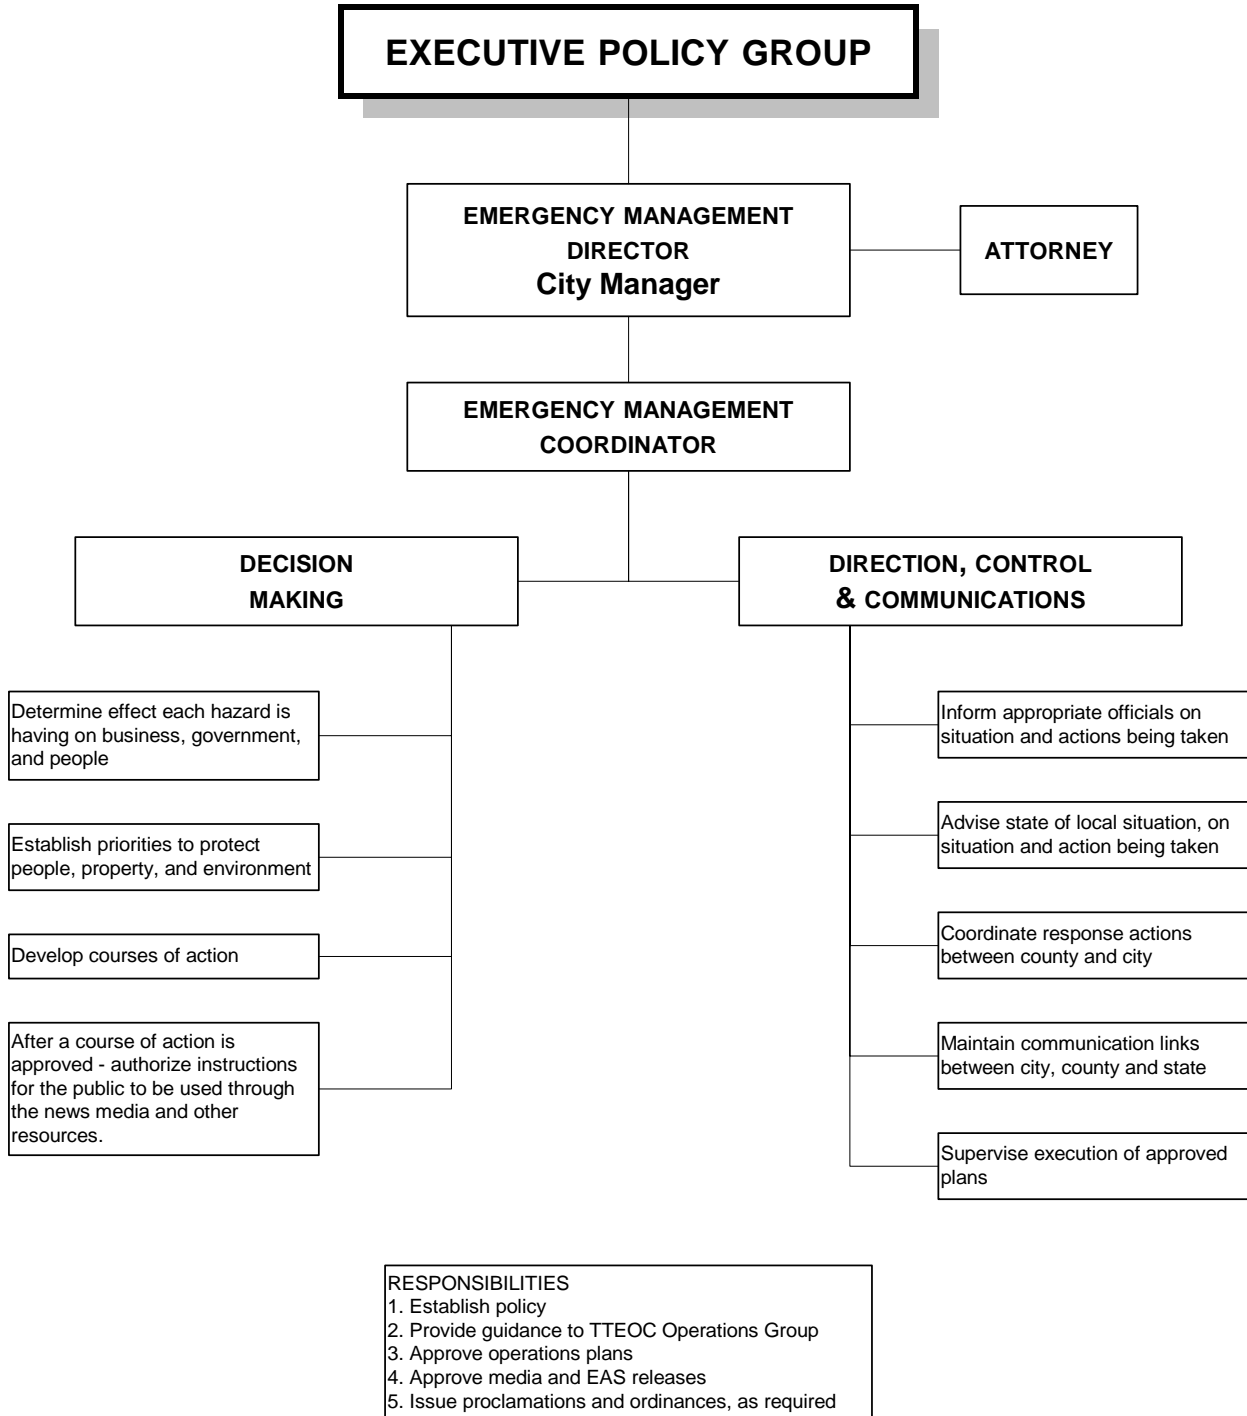 EXECUTIVE POLICY GROUP
EMERGENCY MANAGEMENT
DIRECTOR
City Manager
ATTORNEY
EMERGENCY MANAGEMENT
COORDINATOR
DECISION
MAKING
DIRECTION, CONTROL
& COMMUNICATIONS
Determine effect each hazard is
having on business, government,
and people
Establish priorities to protect
people, property, and environment
Develop courses of action
After a course of action is
approved - authorize instructions
for the public to be used through
the news media and other
resources.
Inform appropriate officials on
situation and actions being taken
Advise state of local situation, on
situation and action being taken
Coordinate response actions
between county and city
Maintain communication links
between city, county and state
Supervise execution of approved
plans
RESPONSIBILITIES
1. Establish policy
2. Provide guidance to TTEOC Operations Group
3. Approve operations plans
4. Approve media and EAS releases
5. Issue proclamations and ordinances, as required